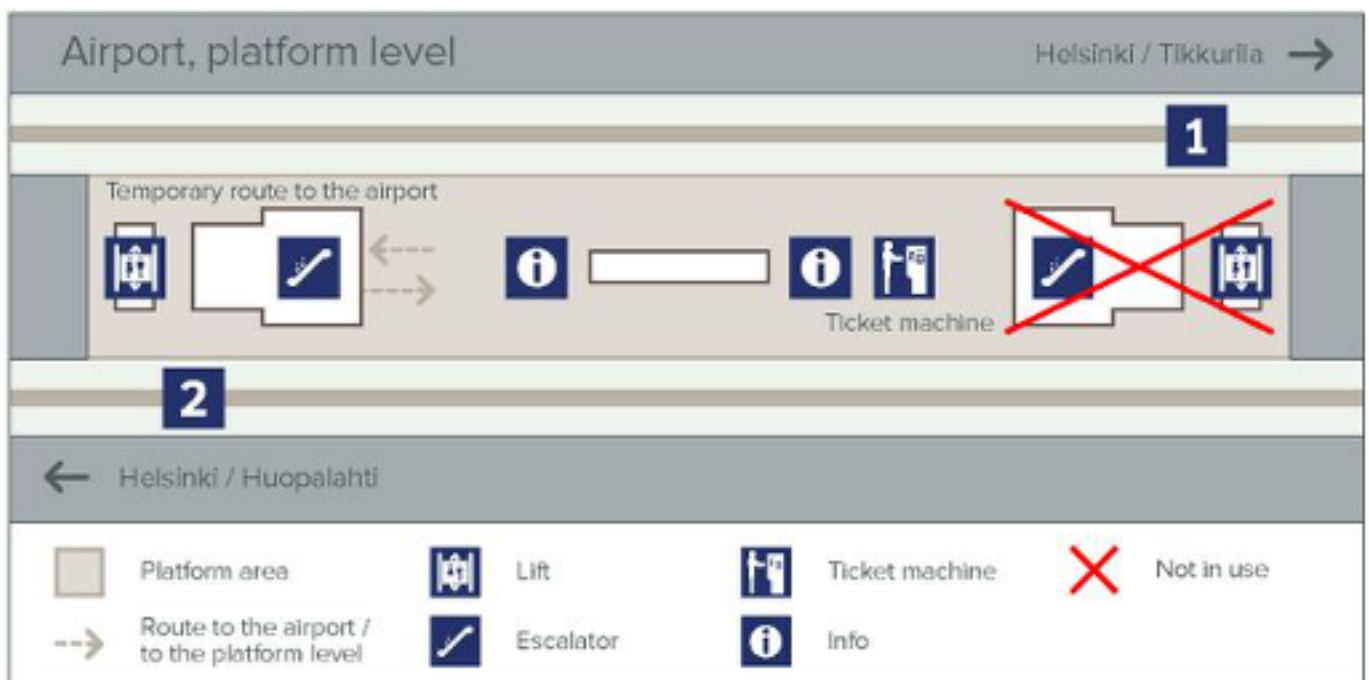 Airport, platform level
Helsinki / Tikkurila
1
Temporary route to the airport
Ticket machine
2
Helsinki / Huopalahti
Platform area
Lift
Ticket machine
Not in use
Route to the airport /
to the platform level
Escalator
Info